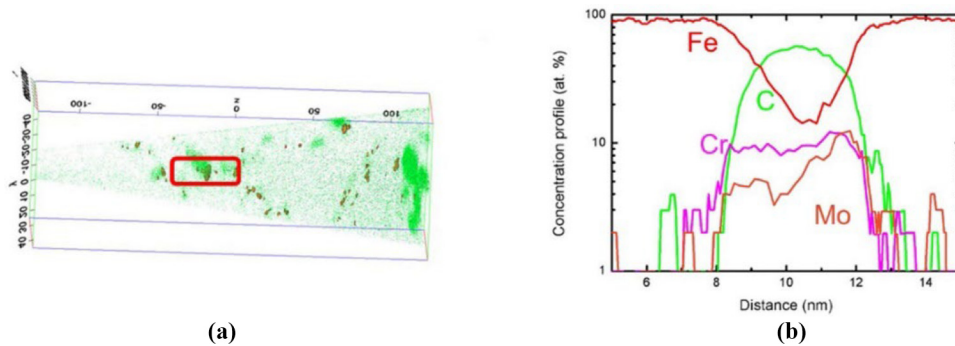 -100
-50
0
z
50
100
-40 -30 -20 -10 0 10 20 30 40
λ
100
10
1
Concentration profile (at. %)
Fe
C
Cr
Mo
6 8 10 12 14
Distance (nm)
(a) (b)